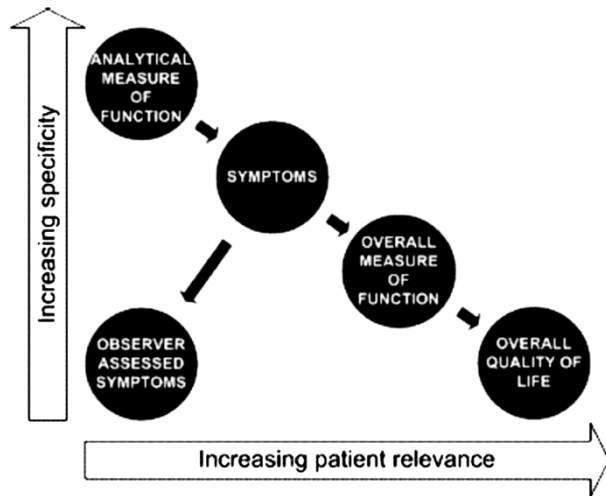 Increasing specificity
ANALYTICAL
MEASURE
OF
FUNCTION
SYMPTOMS
OVERALL
MEASURE
OF
FUNCTION
OBSERVER
ASSESSED
SYMPTOMS
OVERALL
QUALITY OF
LIFE
Increasing patient relevance